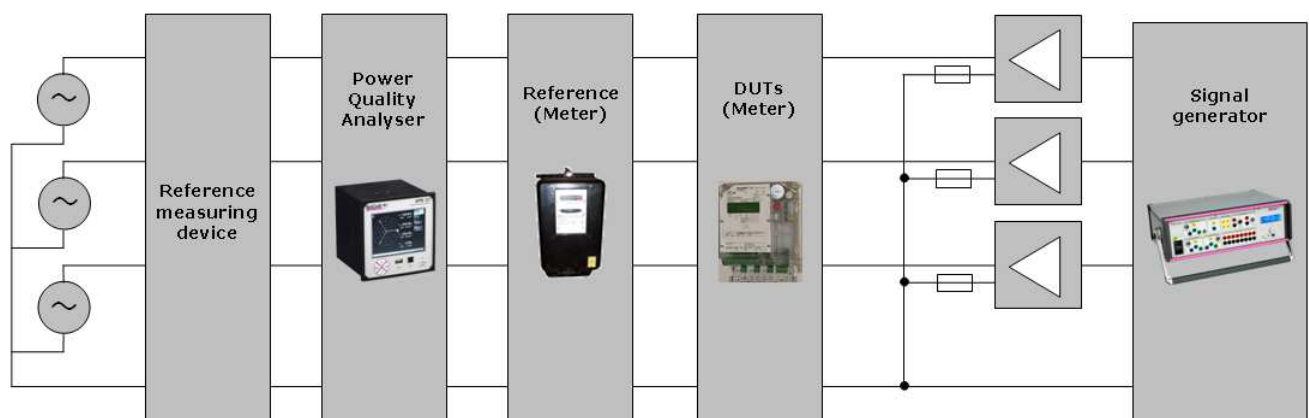 Reference
measuring
device
Power
Quality
Analyser
Reference
(Meter)
DUTs
(Meter)
Signal
generator